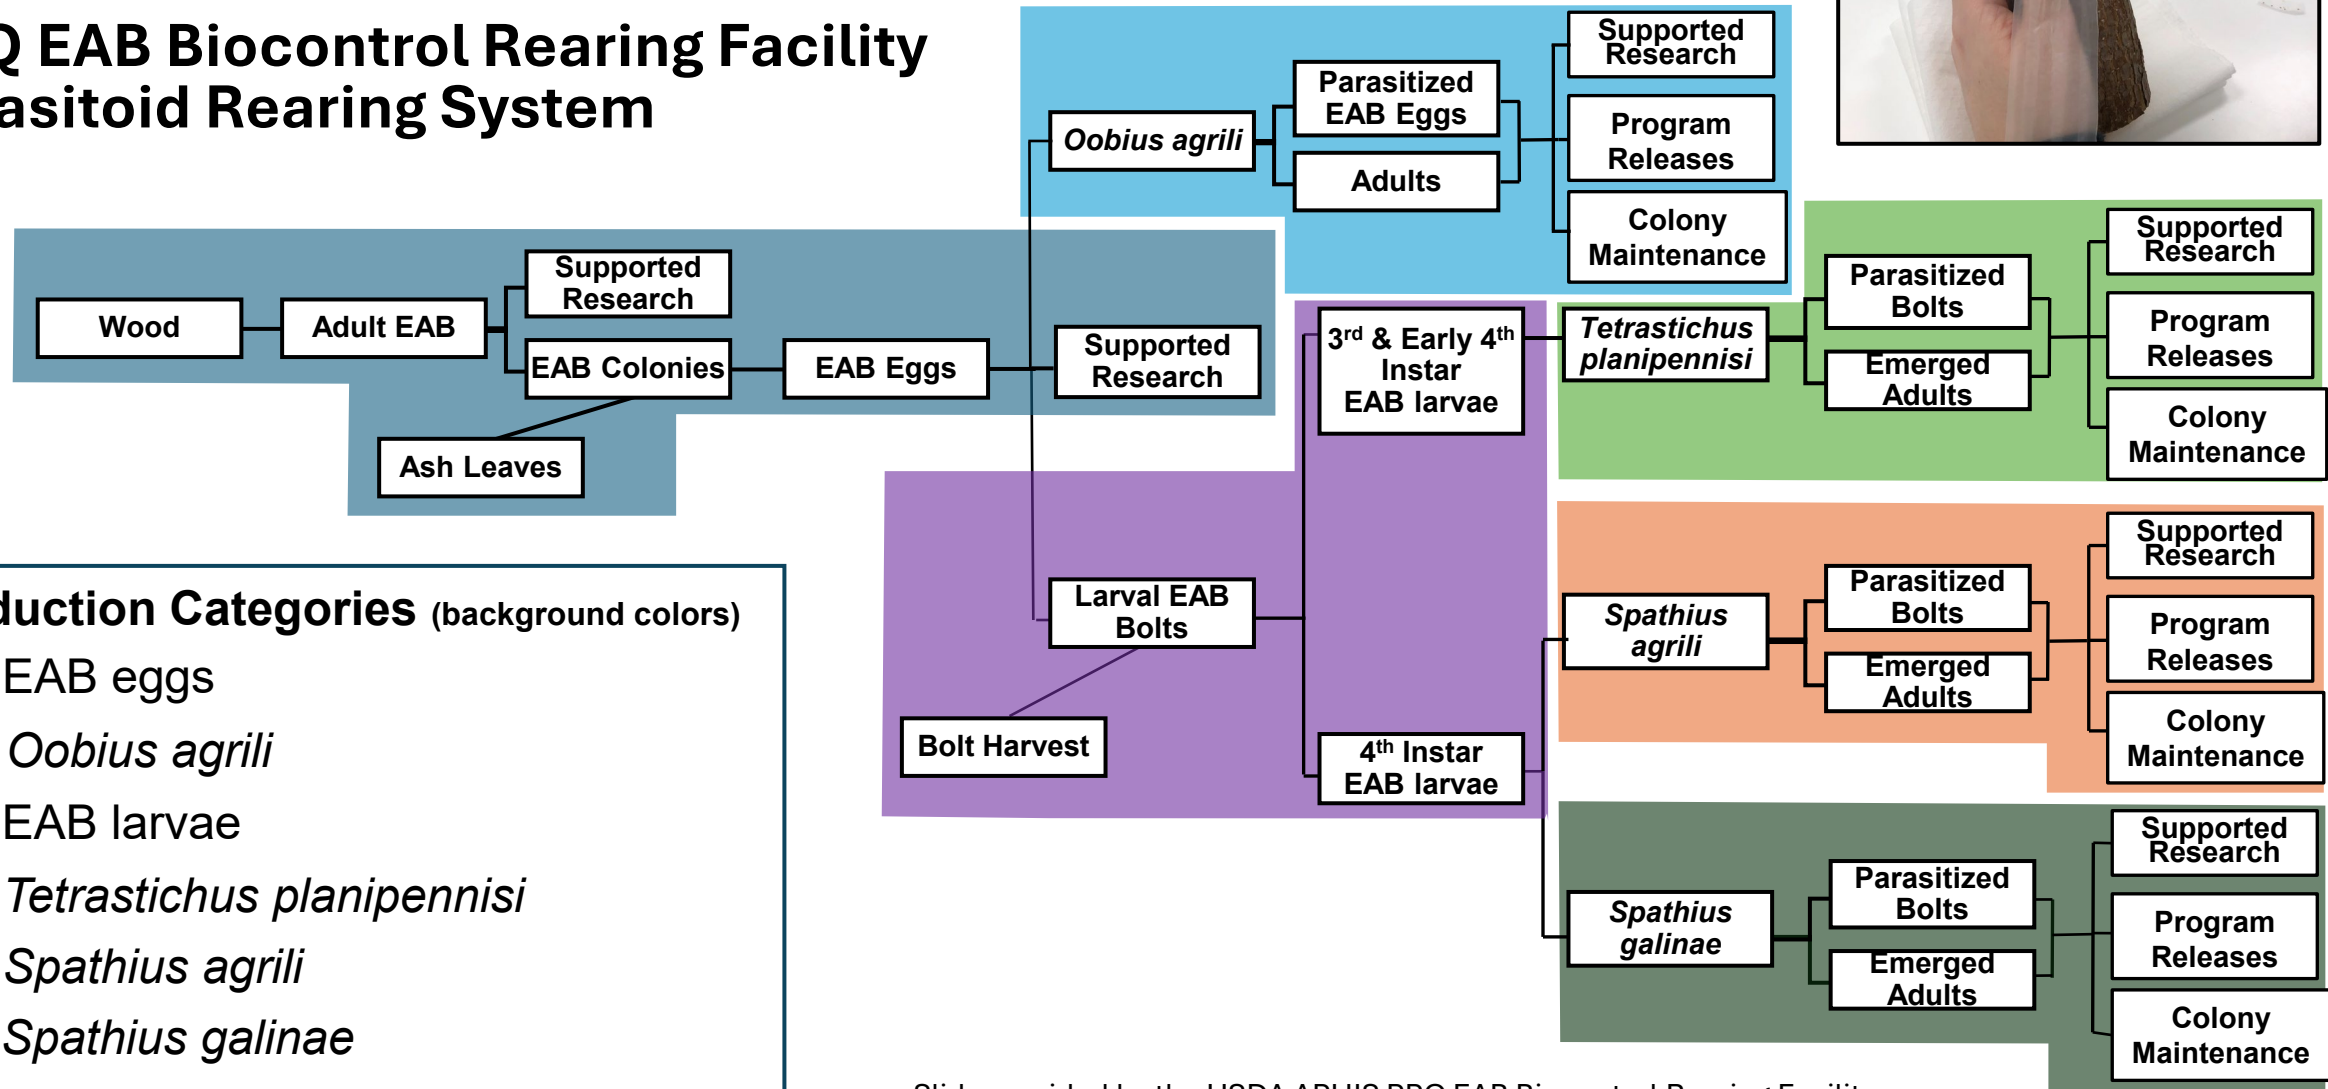 Q EAB Biocontrol Rearing Facility
asitoid Rearing System
Supported
Research
Parasitized
EAB Eggs
Oobius agrili
Program
Releases
Adults
Colony
Maintenance
Supported
Research
Wood
Adult EAB
EAB Colonies
EAB Eggs
Supported
Research
Ash Leaves
3rd & Early 4th
Instar
EAB larvae
Tetrastichus
planipennisi
Parasitized
Bolts
Emerged
Adults
Supported
Research
Program
Releases
Colony
Maintenance
Larval EAB
Bolts
Bolt Harvest
4th Instar
EAB larvae
Spathius
agrili
Parasitized
Bolts
Emerged
Adults
Supported
Research
Program
Releases
Colony
Maintenance
Spathius
galinae
Parasitized
Bolts
Emerged
Adults
Supported
Research
Program
Releases
Colony
Maintenance
duction Categories (background colors)
EAB eggs
Oobius agrili
EAB larvae
Tetrastichus planipennisi
Spathius agrili
Spathius galinae